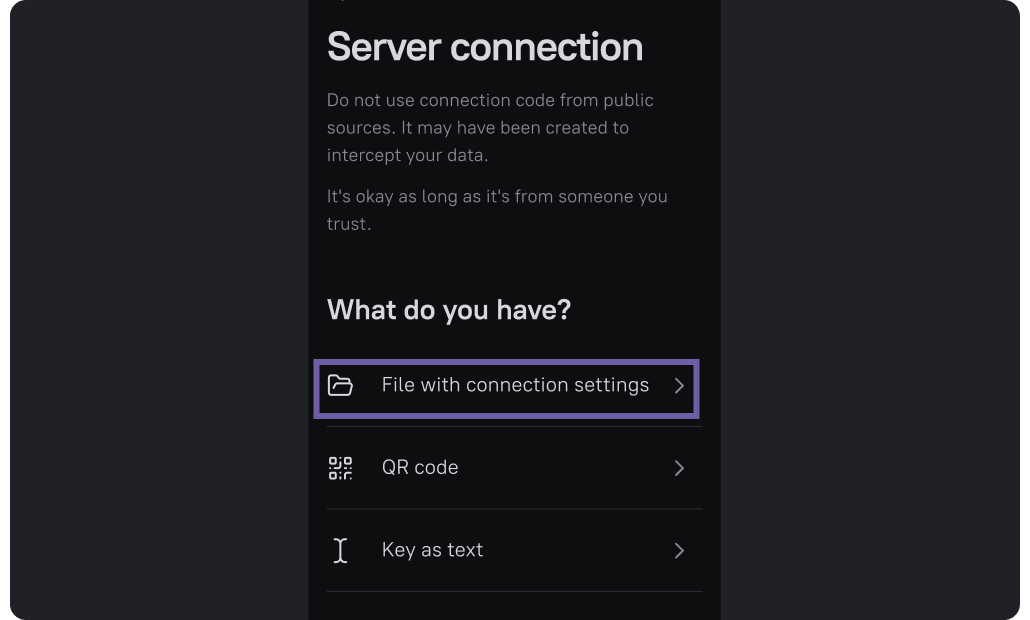 Server connection
Do not use connection code from public
sources. It may have been created to
intercept your data.
It's okay as long as it's from someone you
trust.
What do you have?
File with connection settings
QR code
Key as text